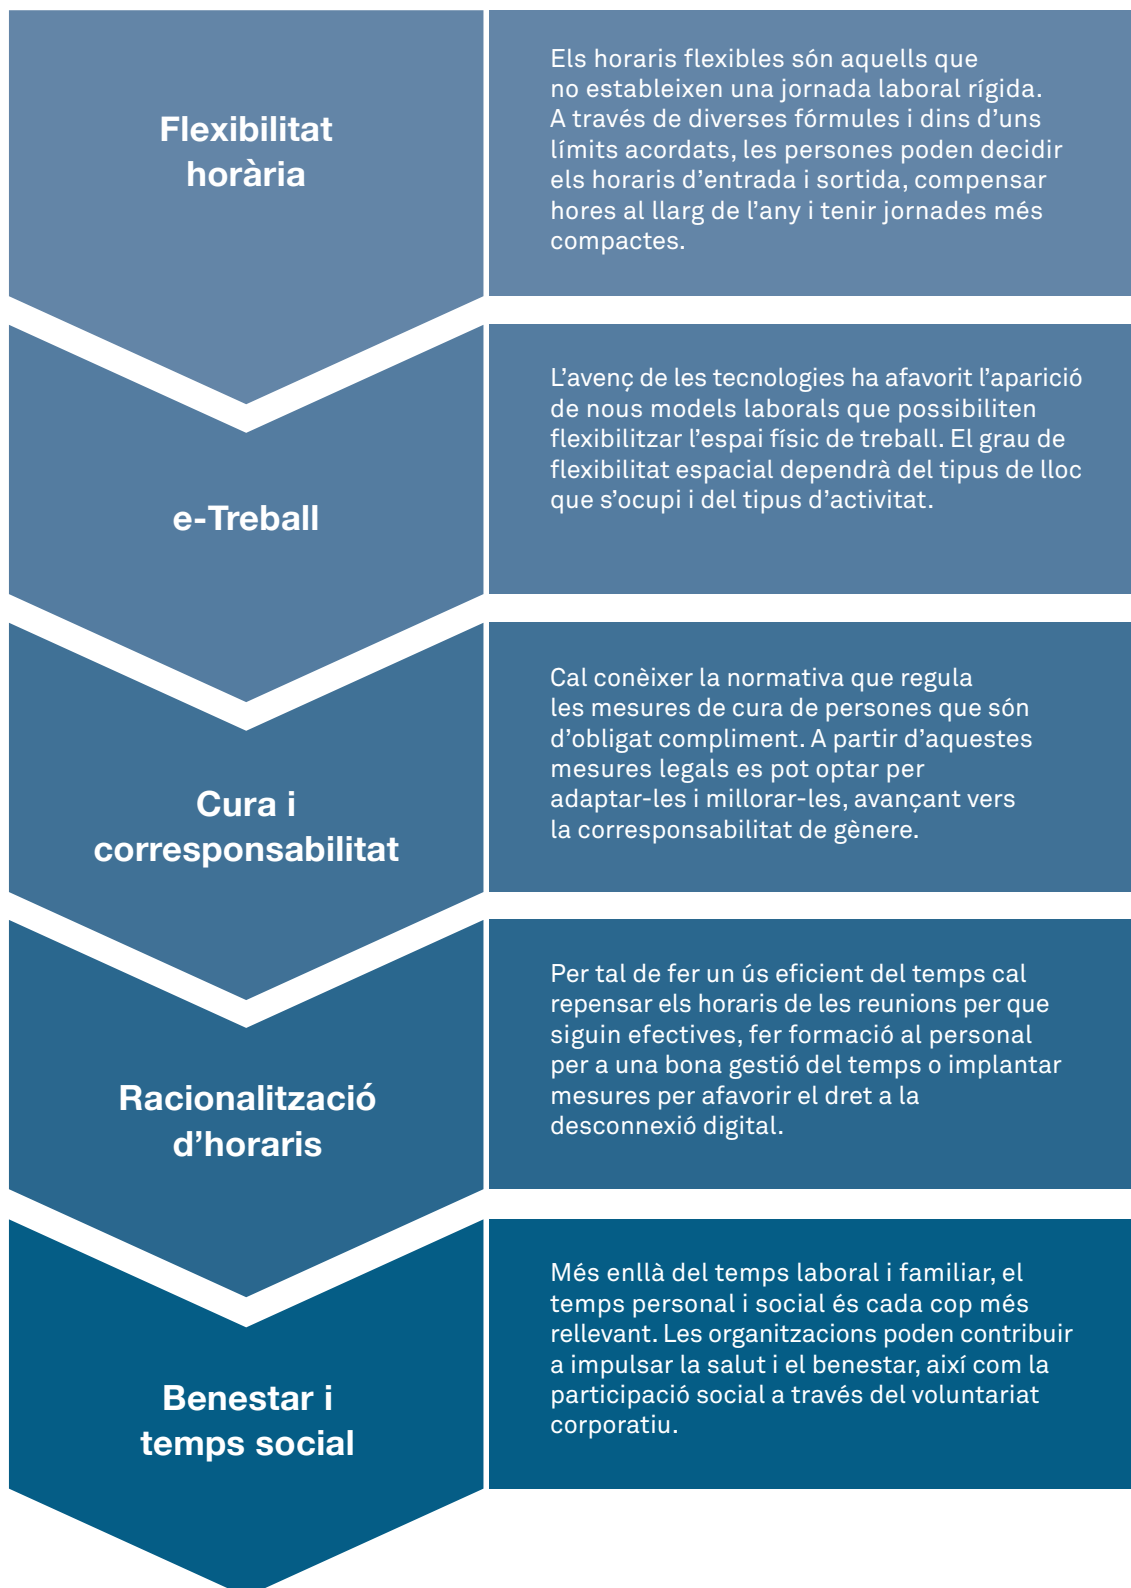 Flexibilitat
horària
Els horaris flexibles són aquells que
no estableixen una jornada laboral rígida.
A través de diverses fórmules i dins d’uns
límits acordats, les persones poden decidir
els horaris d’entrada i sortida, compensar
hores al llarg de l’any i tenir jornades més
compactes.
e-Treball
L’avenç de les tecnologies ha afavorit l’aparició
de nous models laborals que possibiliten
flexibilitzar l’espai físic de treball. El grau de
flexibilitat espacial dependrà del tipus de lloc
que s’ocupi i del tipus d’activitat.
Cura i
corresponsabilitat
Cal conèixer la normativa que regula
les mesures de cura de persones que són
d’obligat compliment. A partir d’aquestes
mesures legals es pot optar per
adaptar-les i millorar-les, avançant vers
la corresponsabilitat de gènere.
Racionalització
d’horaris
Per tal de fer un ús eficient del temps cal
repensar els horaris de les reunions per que
siguin efectives, fer formació al personal
per a una bona gestió del temps o implantar
mesures per afavorir el dret a la
desconnexió digital.
Benestar i
temps social
Més enllà del temps laboral i familiar, el
temps personal i social és cada cop més
rellevant. Les organitzacions poden contribuir
a impulsar la salut i el benestar, així com la
participació social a través del voluntariat
corporatiu.